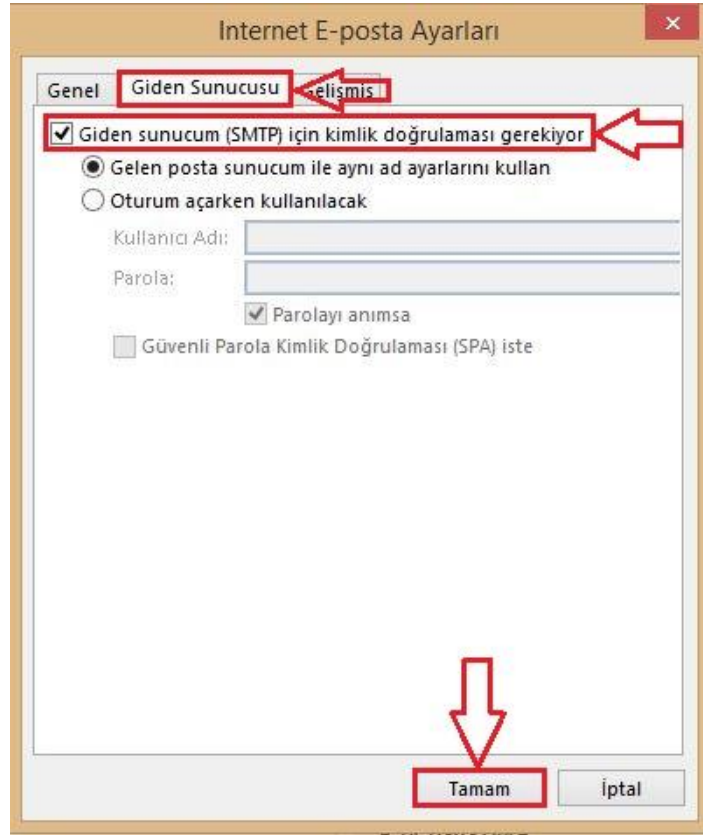 Internet E-posta Ayarları
Genel Giden Sunucusu Gelişmiş
Giden sunucum (SMTP) için kimlik doğrulaması gerekiyor
Gelen posta sunucum ile aynı ad ayarlarını kullan
Oturum açarken kullanılacak
Kullanıcı Adı:
Parola:
Parolayı anımsa
Güvenli Parola Kimlik Doğrulaması (SPA) iste
Tamam İptal